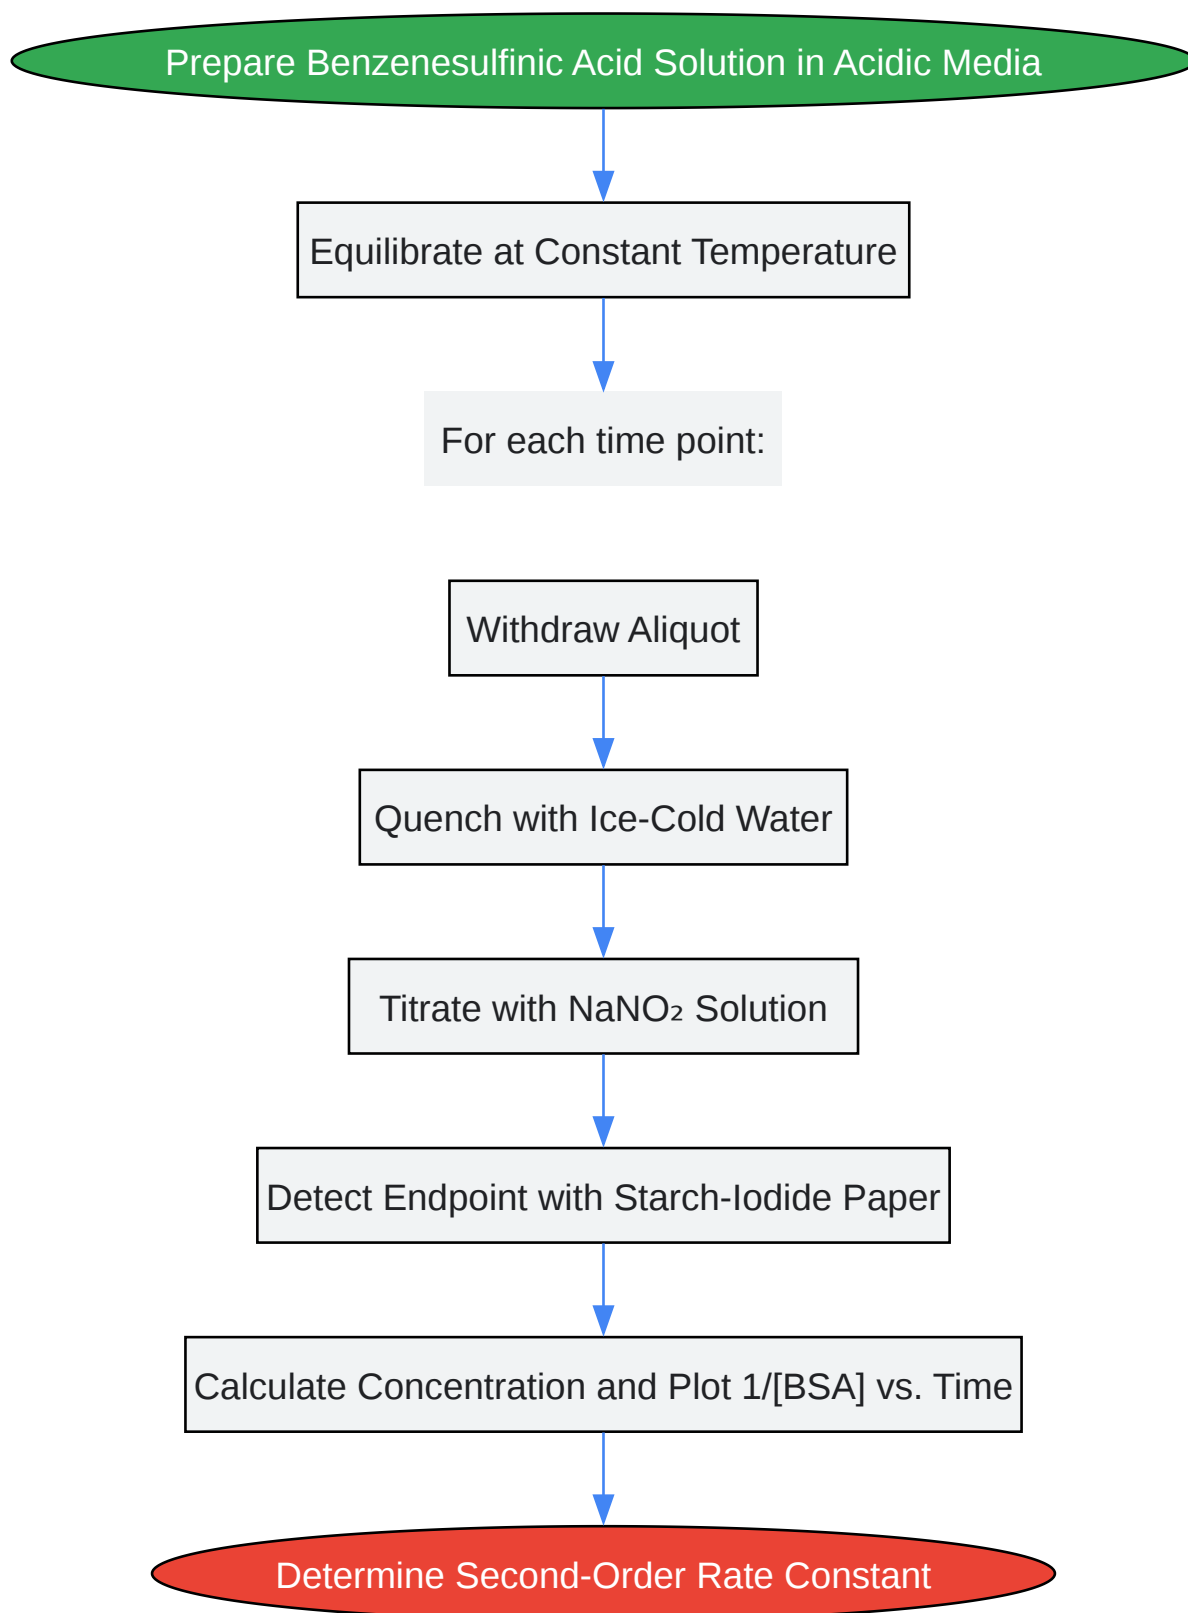 Prepare Benzenesulfinic Acid Solution in Acidic Media
Equilibrate at Constant Temperature
For each time point:
Withdraw Aliquot
Quench with Ice-Cold Water
Titrate with NaNO₂ Solution
Detect Endpoint with Starch-Iodide Paper
Calculate Concentration and Plot 1/[BSA] vs. Time
Determine Second-Order Rate Constant